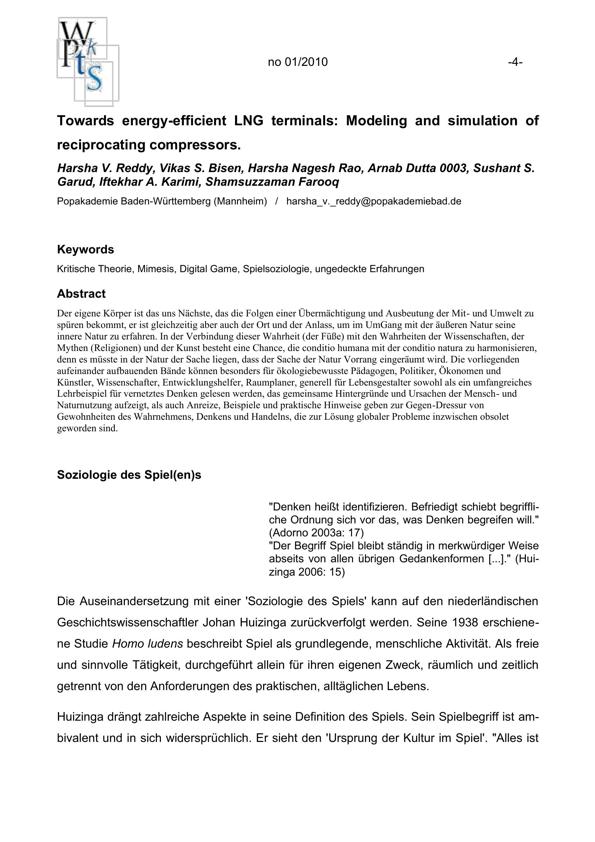 W
P k
t s
S
no 01/2010 -4-
Towards energy-efficient LNG terminals: Modeling and simulation of
reciprocating compressors.
Harsha V. Reddy, Vikas S. Bisen, Harsha Nagesh Rao, Arnab Dutta 0003, Sushant S.
Garud, Iftekhar A. Karimi, Shamsuzzaman Farooq
Popakademie Baden-Württemberg (Mannheim) / harsha_v._reddy@popakademiebad.de
Keywords
Kritische Theorie, Mimesis, Digital Game, Spielsoziologie, ungedeckte Erfahrungen
Abstract
Der eigene Körper ist das uns Nächste, das die Folgen einer Übermächtigung und Ausbeutung der Mit- und Umwelt zu
spüren bekommt, er ist gleichzeitig aber auch der Ort und der Anlass, um im UmGang mit der äußeren Natur seine
innere Natur zu erfahren. In der Verbindung dieser Wahrheit (der Füße) mit den Wahrheiten der Wissenschaften, der
Mythen (Religionen) und der Kunst besteht eine Chance, die conditio humana mit der conditio natura zu harmonisieren,
denn es müsste in der Natur der Sache liegen, dass der Sache der Natur Vorrang eingeräumt wird. Die vorliegenden
aufeinander aufbauenden Bände können besonders für ökologiebewusste Pädagogen, Politiker, Ökonomen und
Künstler, Wissenschafter, Entwicklungshelfer, Raumplaner, generell für Lebensgestalter sowohl als ein umfangreiches
Lehrbeispiel für vernetztes Denken gelesen werden, das gemeinsame Hintergründe und Ursachen der Mensch- und
Naturnutzung aufzeigt, als auch Anreize, Beispiele und praktische Hinweise geben zur Gegen-Dressur von
Gewohnheiten des Wahrnehmens, Denkens und Handelns, die zur Lösung globaler Probleme inzwischen obsolet
geworden sind.
Soziologie des Spiel(en)s
"Denken heißt identifizieren. Befriedigt schiebt begriffli-
che Ordnung sich vor das, was Denken begreifen will."
(Adorno 2003a: 17)
"Der Begriff Spiel bleibt ständig in merkwürdiger Weise
abseits von allen übrigen Gedankenformen [...]." (Hui-
zinga 2006: 15)
Die Auseinandersetzung mit einer 'Soziologie des Spiels' kann auf den niederländischen
Geschichtswissenschaftler Johan Huizinga zurückverfolgt werden. Seine 1938 erschiene-
ne Studie Homo ludens beschreibt Spiel als grundlegende, menschliche Aktivität. Als freie
und sinnvolle Tätigkeit, durchgeführt allein für ihren eigenen Zweck, räumlich und zeitlich
getrennt von den Anforderungen des praktischen, alltäglichen Lebens.
Huizinga drängt zahlreiche Aspekte in seine Definition des Spiels. Sein Spielbegriff ist am-
bivalent und in sich widersprüchlich. Er sieht den 'Ursprung der Kultur im Spiel'. "Alles ist